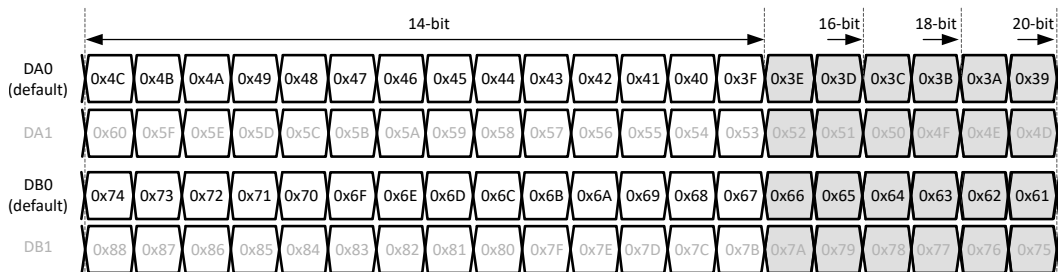 14-bit 16-bit 18-bit 20-bit
DA0 (default) 0x4C 0x4B 0x4A 0x49 0x48 0x47 0x46 0x45 0x44 0x43 0x42 0x41 0x40 0x3F 0x3E 0x3D 0x3C 0x3B 0x3A 0x39
DA1 0x60 0x5F 0x5E 0x5D 0x5C 0x5B 0x5A 0x59 0x58 0x57 0x56 0x55 0x54 0x53 0x52 0x51 0x50 0x4F 0x4E 0x4D
DB0 (default) 0x74 0x73 0x72 0x71 0x70 0x6F 0x6E 0x6D 0x6C 0x6B 0x6A 0x69 0x68 0x67 0x66 0x65 0x64 0x63 0x62 0x61
DB1 0x88 0x87 0x86 0x85 0x84 0x83 0x82 0x81 0x80 0x7F 0x7E 0x7D 0x7C 0x7B 0x7A 0x79 0x78 0x77 0x76 0x75